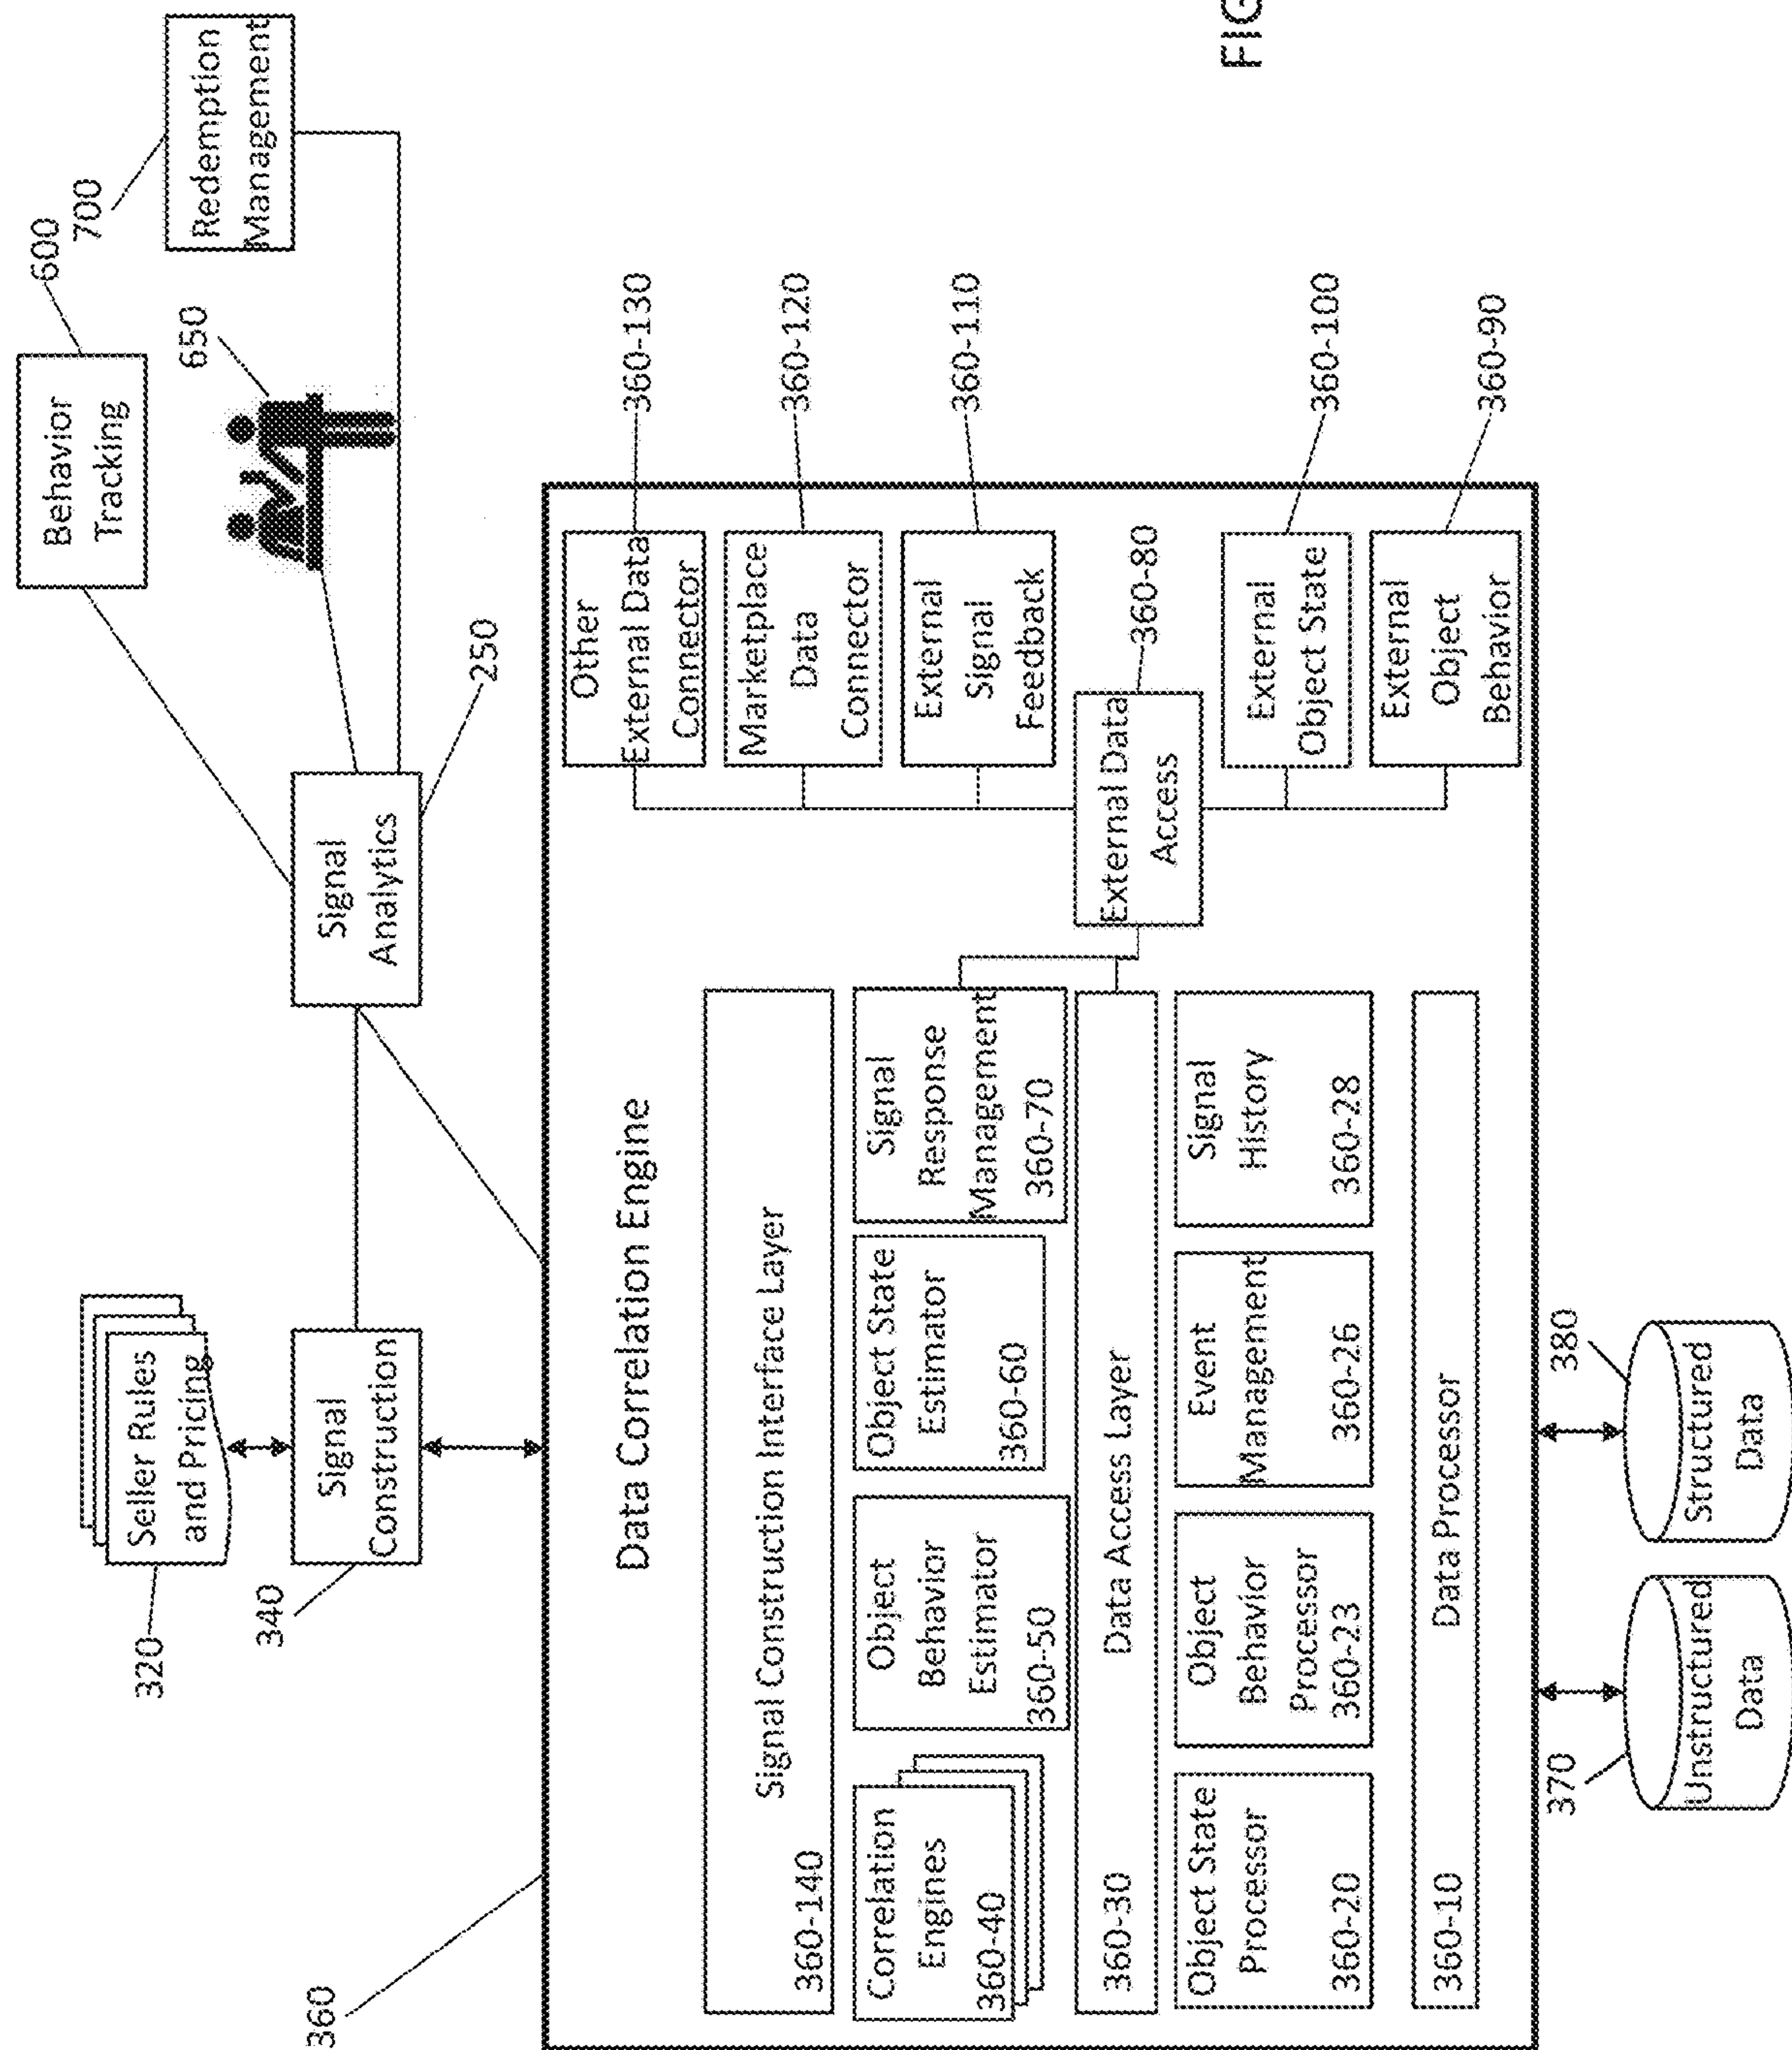 320
Seller Rules
and Pricing
340
Signal
Construction
Signal
Analytics
250
Behavior
Tracking
600
650
700
Redemption
Management
360
Data Correlation Engine
Signal Construction Interface Layer
360-140
Correlation
Engines
360-40
Object
Behavior
Estimator
360-50
Object State
Estimator
360-60
Signal
Response
Management
360-70
Data Access Layer
360-30
Object State
Processor
360-20
Object
Behavior
Processor
360-23
Event
Management
360-26
Signal
History
360-28
Data Processor
360-10
External Data
Access
360-80
Other
External Data
Connector
360-130
Marketplace
Data
Connector
360-120
External
Signal
Feedback
360-110
External
Object State
360-100
External
Object
Behavior
360-90
370
Unstructured
Data
380
Structured
Data
FIG